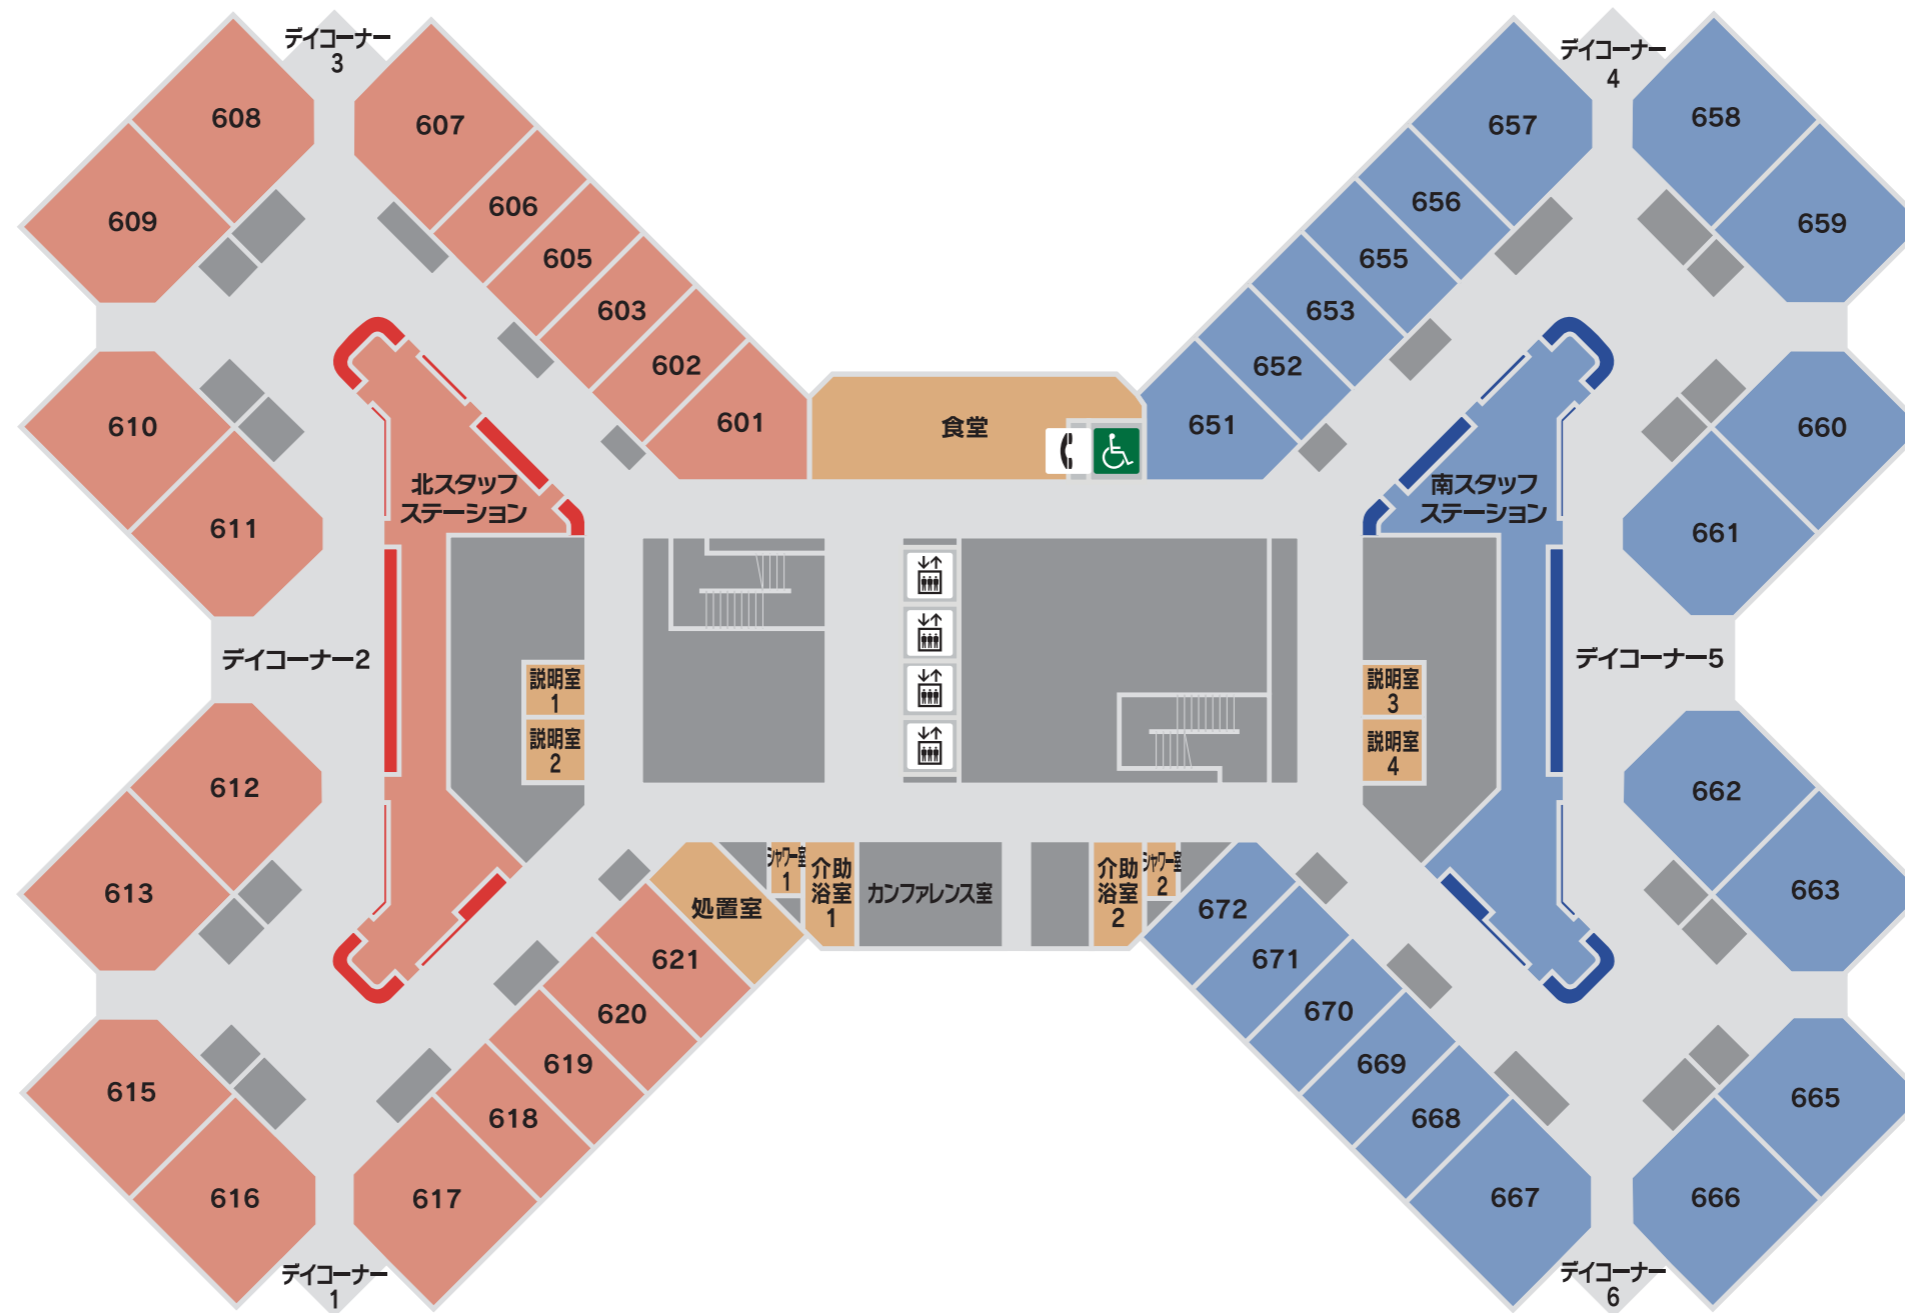 デイコーナー
3
デイコーナー
4
608
607
657
658
609
606
656
659
605
655
603
653
602
652
601
食堂
651
610
660
611
661
北スタッフ
ステーション
南スタッフ
ステーション
デイコーナー2
デイコーナー5
説明室
1
説明室
2
説明室
3
説明室
4
612
662
613
663
処置室
シャワー室
1
介助
浴室
1
カンファレンス室
介助
浴室
2
シャワー室
2
672
621
671
620
670
619
669
618
668
615
665
616
617
667
666
デイコーナー
1
デイコーナー
6